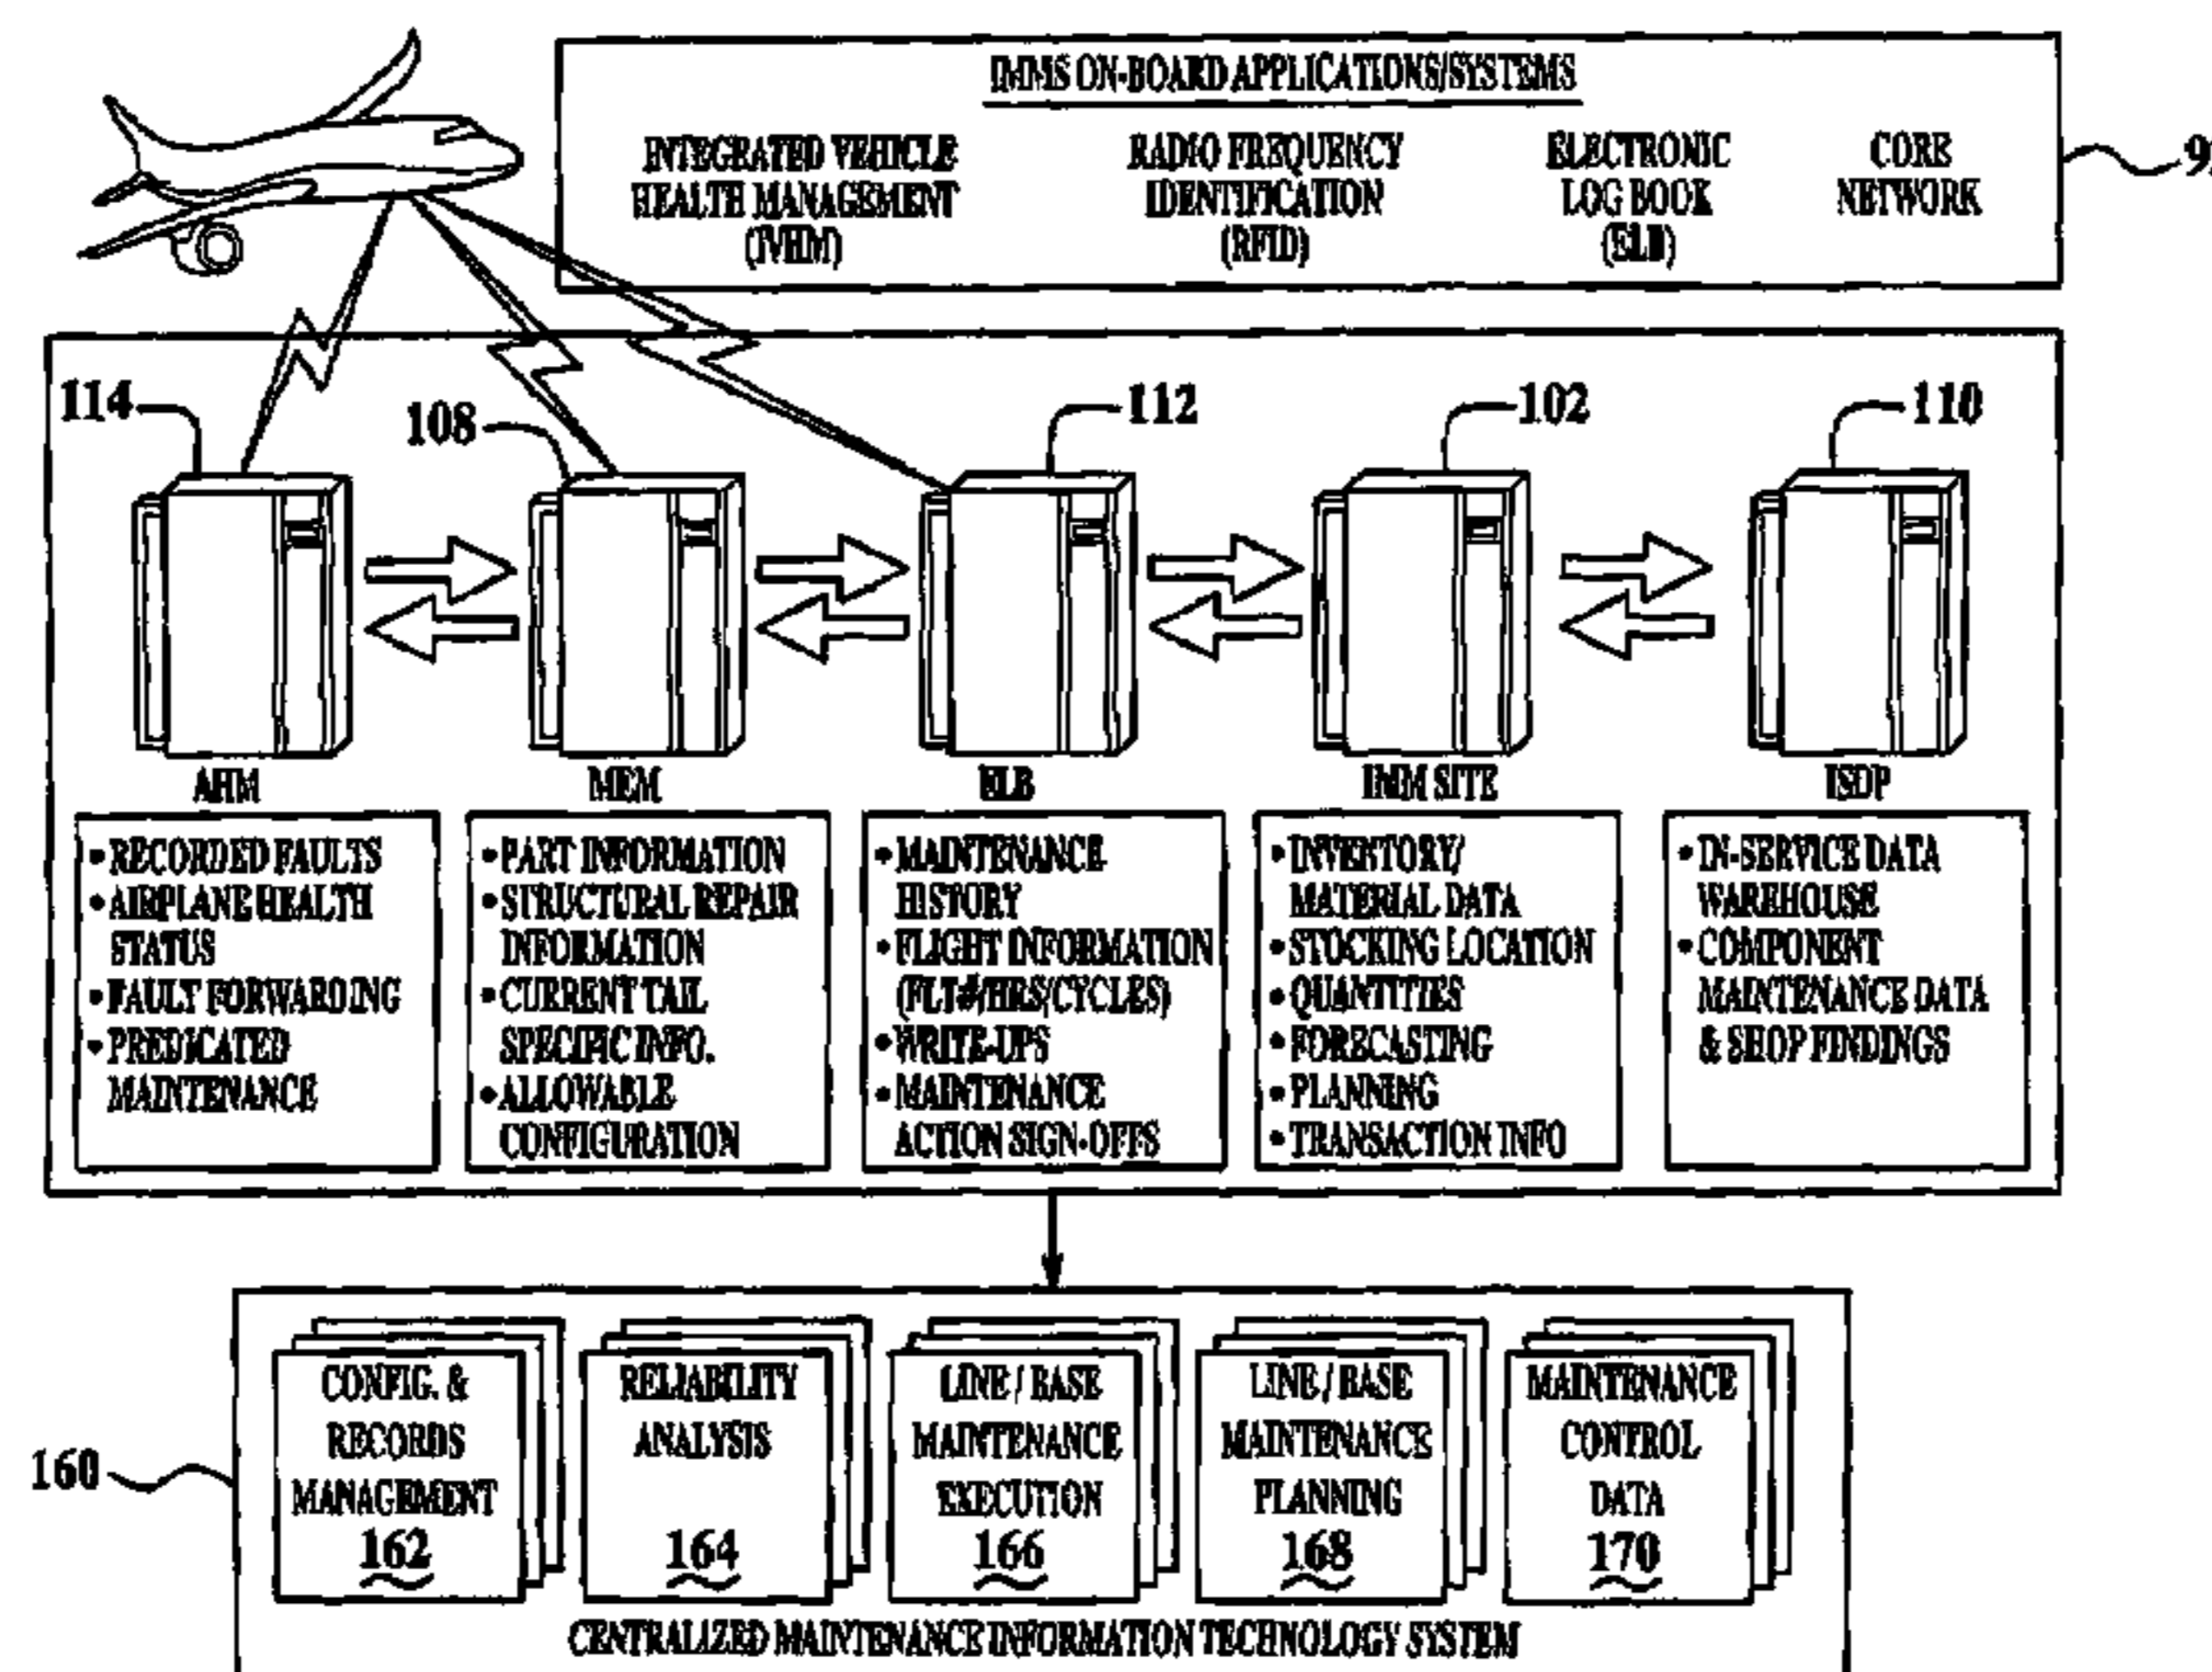 IMMS ON-BOARD APPLICATIONS/SYSTEMS
INTEGRATED VEHICLE
HEALTH MANAGEMENT
(IVHM)
RADIO FREQUENCY
IDENTIFICATION
(RFID)
ELECTRONIC
LOG BOOK
(ELB)
CORE
NETWORK
114
108
112
102
110
AHM
MEM
ELB
IMM SITE
ISDP
• RECORDED FAULTS
• AIRPLANE HEALTH
STATUS
• FAULY FORWARDING
• PREDICATED
MAINTENANCE
• PART INFORMATION
• STRUCTURAL REPAIR
INFORMATION
• CURRENT TAIL
SPECIFIC INFO.
• ALLOWABLE
CONFIGURATION
• MAINTENANCE
HISTORY
• FLIGHT INFORMATION
(FLT#/HRS/CYCLES)
• WRITE-UPS
• MAINTENANCE
ACTION SIGN-OFFS
• INVENTORY/
MATERIAL DATA
• STOCKING LOCATION
• QUANTITIES
• FORECASTING
• PLANNING
• TRANSACTION INFO
• IN-SERVICE DATA
WAREHOUSE
• COMPONENT
MAINTENANCE DATA
& SHOP FINDINGS
160
CONFIG. &
RECORDS
MANAGEMENT
162
RELIABILITY
ANALYSIS
164
LINE / BASE
MAINTENANCE
EXECUTION
166
LINE / BASE
MAINTENANCE
PLANNING
168
MAINTENANCE
CONTROL
DATA
170
CENTRALIZED MAINTENANCE INFORMATION TECHNOLOGY SYSTEM